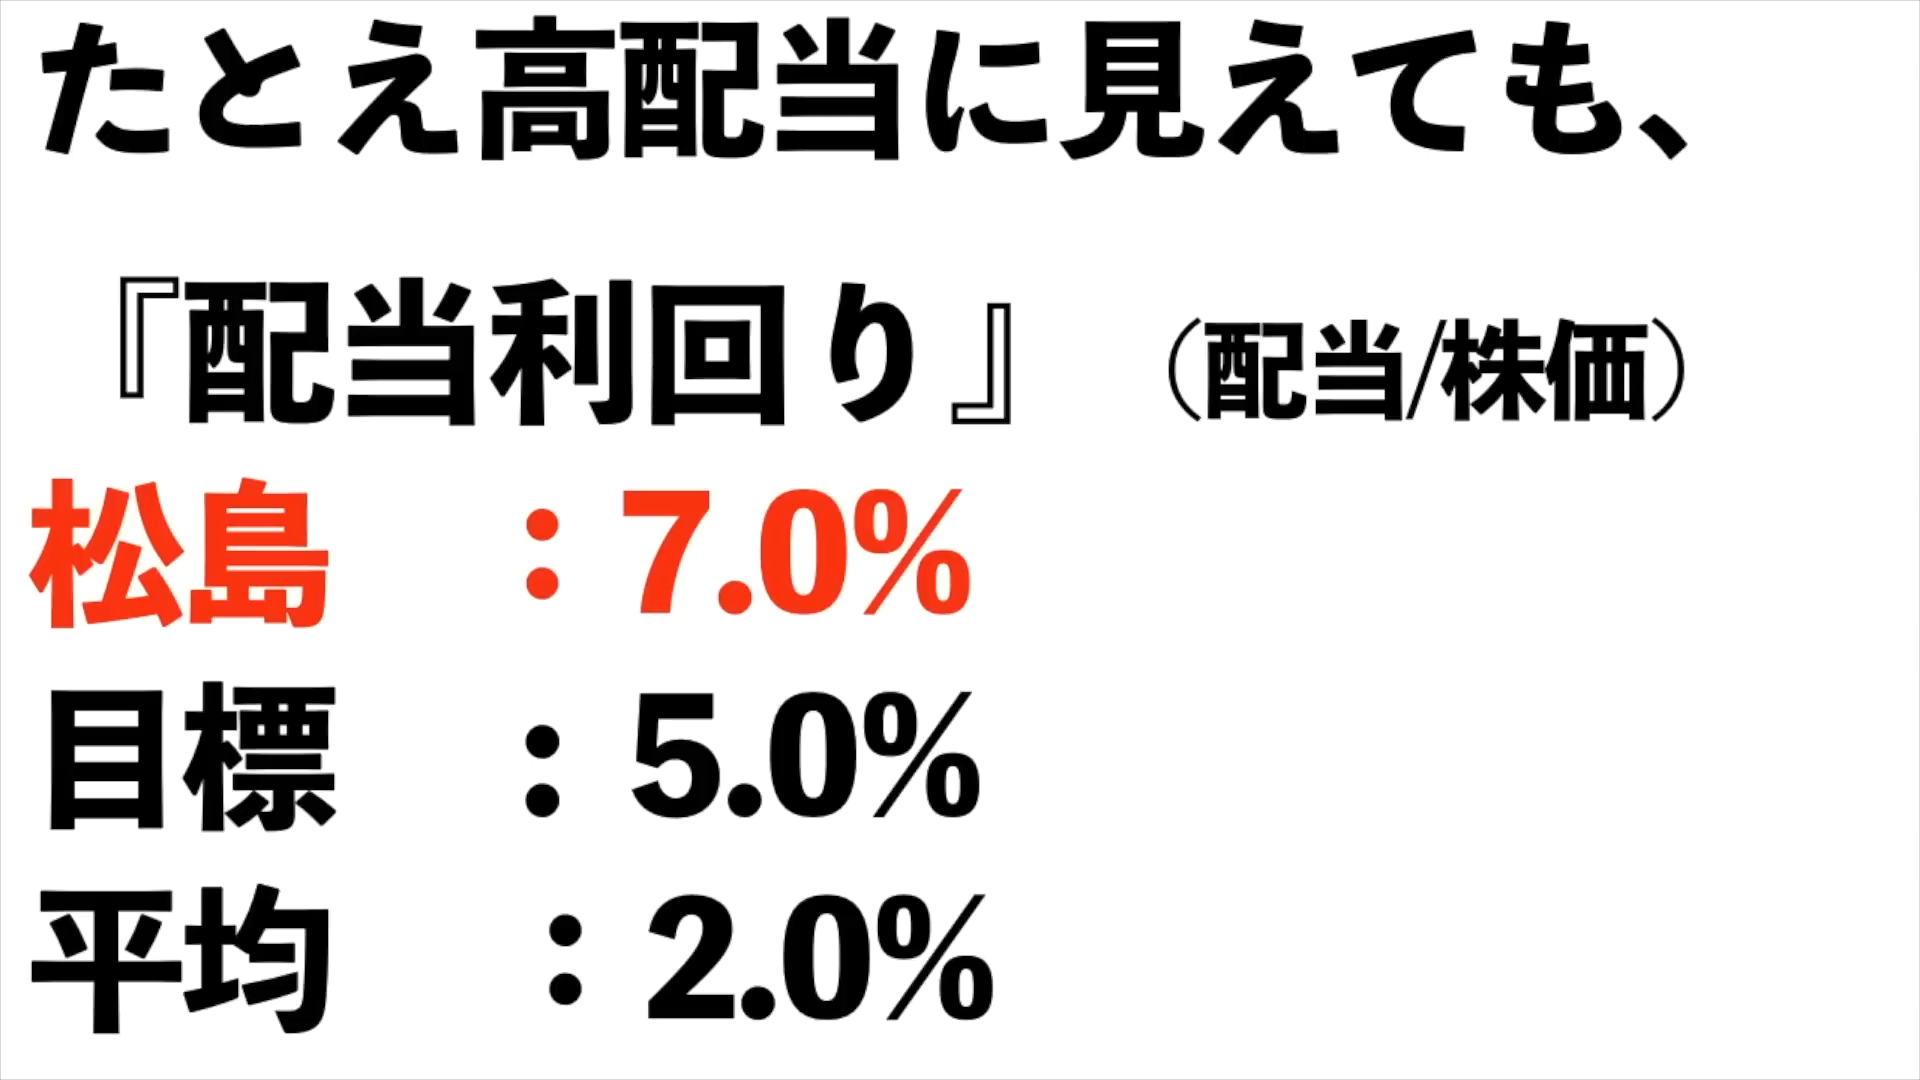 たとえ高配当に見えても、
『配当利回り』（配当/株価）
松島　：7.0%
目標　：5.0%
平均　：2.0%